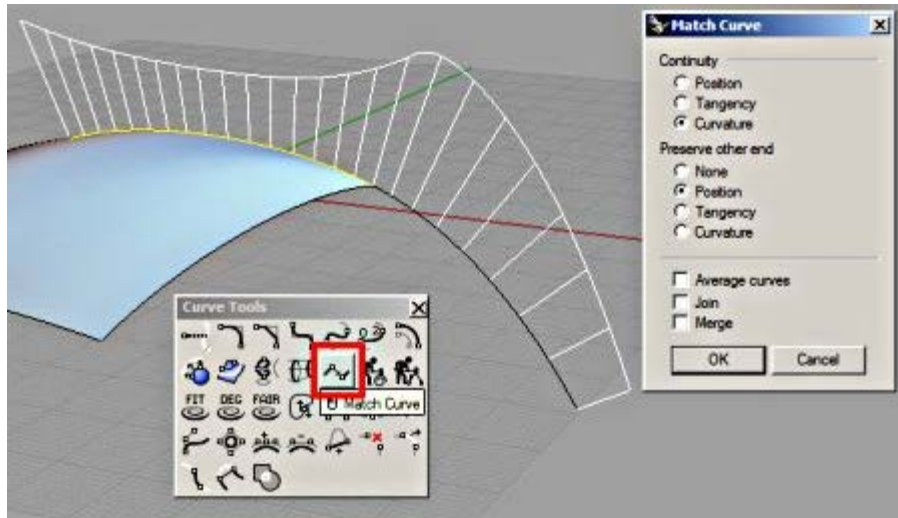 Match Curve
Continuity
Position
Tangency
Curvature
Preserve other end
None
Position
Tangency
Curvature
Average curves
Join
Merge
OK
Cancel
Curve Tools
FIT DEG FAIR
Match Curve